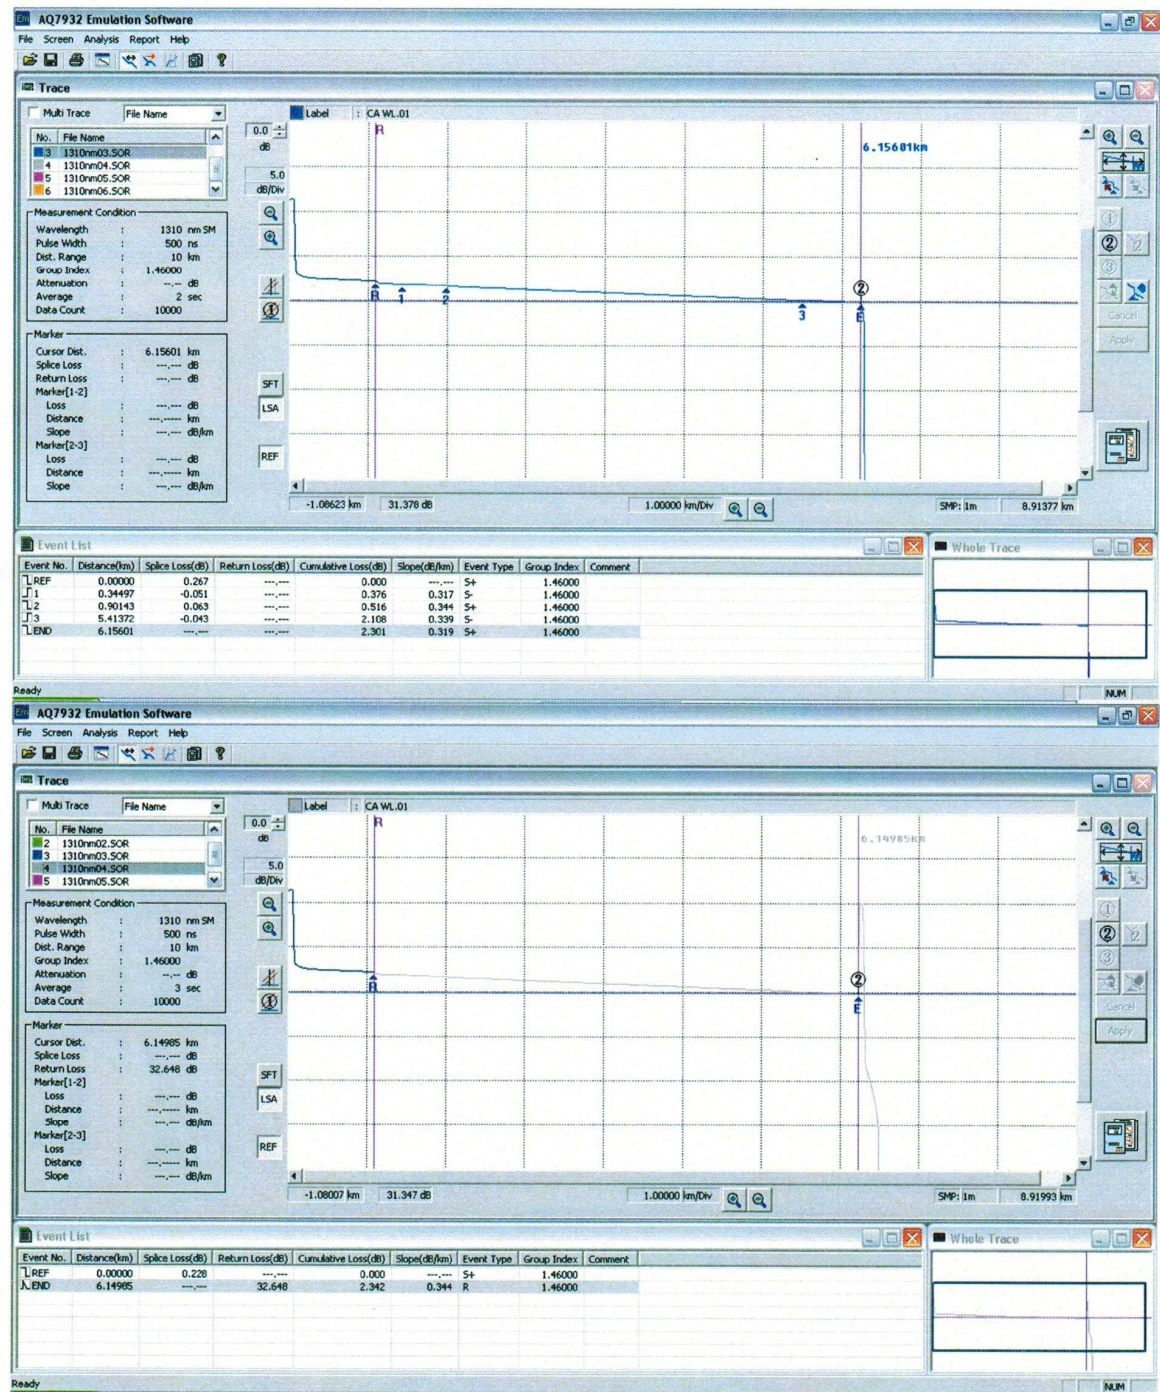 AQ7932 Emulation Software
File Screen Analysis Report Help
Trace
Multi Trace File Name
No. File Name
3 1310nm03.SOR
4 1310nm04.SOR
5 1310nm05.SOR
6 1310nm06.SOR
Measurement Condition
Wavelength : 1310 nm SM
Pulse Width : 500 ns
Dist. Range : 10 km
Group Index : 1.46000
Attenuation : --.-- dB
Average : 2 sec
Data Count : 10000
Marker
Cursor Dist. : 6.15601 km
Splice Loss : ---.--- dB
Return Loss : ---.--- dB
Marker[1-2]
Loss : ---.--- dB
Distance : ---.----- km
Slope : ---.--- dB/km
Marker[2-3]
Loss : ---.--- dB
Distance : ---.----- km
Slope : ---.--- dB/km
0.0
dB
5.0
dB/Div
SFT
LSA
REF
Label : CA WL.01
R
6.15601km
②
R 1 2 3 E
-1.08623 km 31.378 dB 1.00000 km/Div SMP: 1m 8.91377 km
①
② 2
③
Cancel
Apply
Event List
Event No. Distance(km) Splice Loss(dB) Return Loss(dB) Cumulative Loss(dB) Slope(dB/km) Event Type Group Index Comment
REF 0.00000 0.267 ---.--- 0.000 ---.--- S+ 1.46000
1 0.34497 -0.051 ---.--- 0.376 0.317 S- 1.46000
2 0.90143 0.063 ---.--- 0.516 0.344 S+ 1.46000
3 5.41372 -0.043 ---.--- 2.108 0.339 S- 1.46000
END 6.15601 ---.--- ---.--- 2.301 0.319 S+ 1.46000
Whole Trace
Ready NUM
AQ7932 Emulation Software
File Screen Analysis Report Help
Trace
Multi Trace File Name
No. File Name
2 1310nm02.SOR
3 1310nm03.SOR
4 1310nm04.SOR
5 1310nm05.SOR
Measurement Condition
Wavelength : 1310 nm SM
Pulse Width : 500 ns
Dist. Range : 10 km
Group Index : 1.46000
Attenuation : --.-- dB
Average : 3 sec
Data Count : 10000
Marker
Cursor Dist. : 6.14985 km
Splice Loss : ---.--- dB
Return Loss : 32.648 dB
Marker[1-2]
Loss : ---.--- dB
Distance : ---.----- km
Slope : ---.--- dB/km
Marker[2-3]
Loss : ---.--- dB
Distance : ---.----- km
Slope : ---.--- dB/km
0.0
dB
5.0
dB/Div
SFT
LSA
REF
Label : CA WL.01
R
6.14985km
②
R E
-1.08007 km 31.347 dB 1.00000 km/Div SMP: 1m 8.91993 km
①
② 2
③
Cancel
Apply
Event List
Event No. Distance(km) Splice Loss(dB) Return Loss(dB) Cumulative Loss(dB) Slope(dB/km) Event Type Group Index Comment
REF 0.00000 0.228 ---.--- 0.000 ---.--- S+ 1.46000
END 6.14985 ---.--- 32.648 2.342 0.344 R 1.46000
Whole Trace
Ready NUM